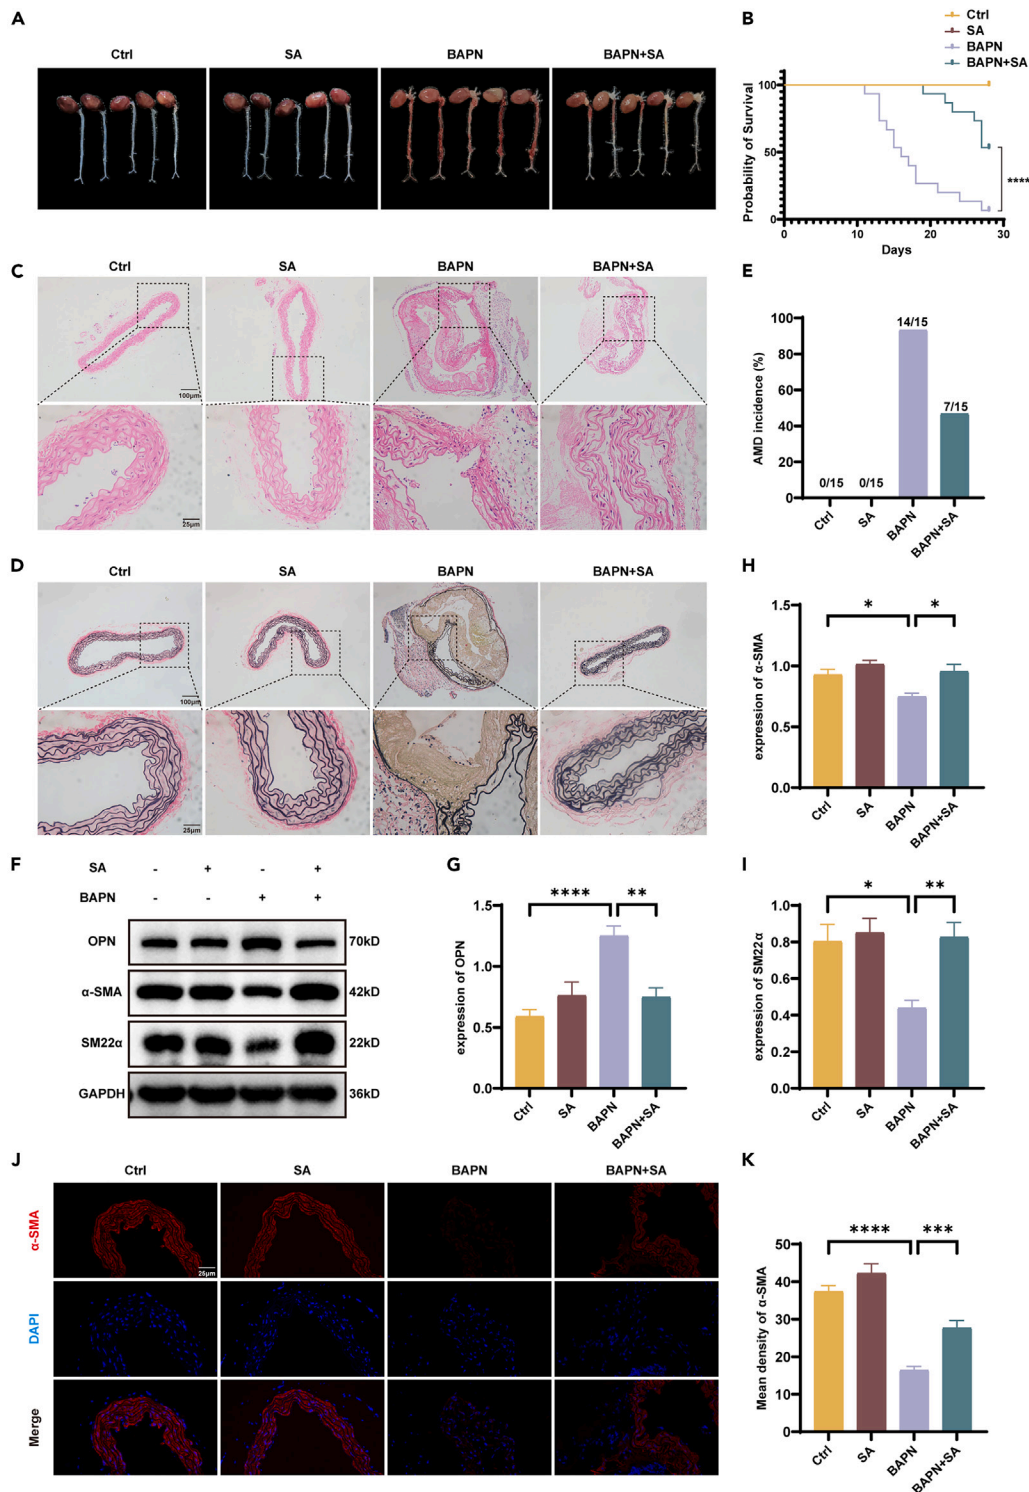 A
Ctrl SA BAPN BAPN+SA
B
Ctrl
SA
BAPN
BAPN+SA
Probability of Survival
100
50
0
0 10 20 30
Days
****
C
Ctrl SA BAPN BAPN+SA
100μm
25μm
E
AMD incidence (%)
100
80
60
40
20
0
0/15 0/15 14/15 7/15
Ctrl SA BAPN BAPN+SA
D
Ctrl SA BAPN BAPN+SA
100μm
25μm
H
expression of α-SMA
1.5
1.0
0.5
0.0
* *
Ctrl SA BAPN BAPN+SA
F
SA - + - +
BAPN - - + +
OPN 70kD
α-SMA 42kD
SM22α 22kD
GAPDH 36kD
G
expression of OPN
1.5
1.0
0.5
0.0
**** **
Ctrl SA BAPN BAPN+SA
I
expression of SM22α
0.8
0.6
0.4
0.2
0.0
* **
Ctrl SA BAPN BAPN+SA
J
Ctrl SA BAPN BAPN+SA
α-SMA
25μm
DAPI
Merge
K
Mean density of α-SMA
50
40
30
20
10
0
**** ***
Ctrl SA BAPN BAPN+SA